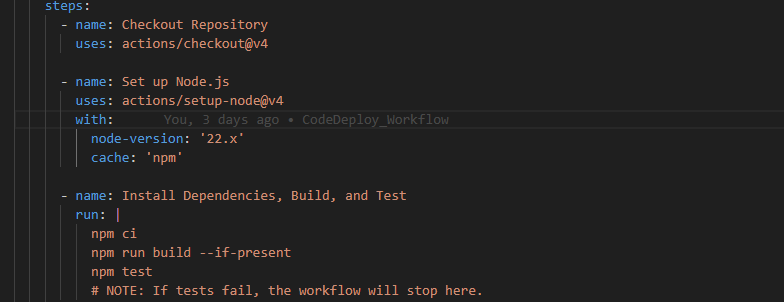 steps:
- name: Checkout Repository
uses: actions/checkout@v4
- name: Set up Node.js
uses: actions/setup-node@v4
with: You, 3 days ago • CodeDeploy_Workflow
node-version: '22.x'
cache: 'npm'
- name: Install Dependencies, Build, and Test
run: |
npm ci
npm run build --if-present
npm test
# NOTE: If tests fail, the workflow will stop here.